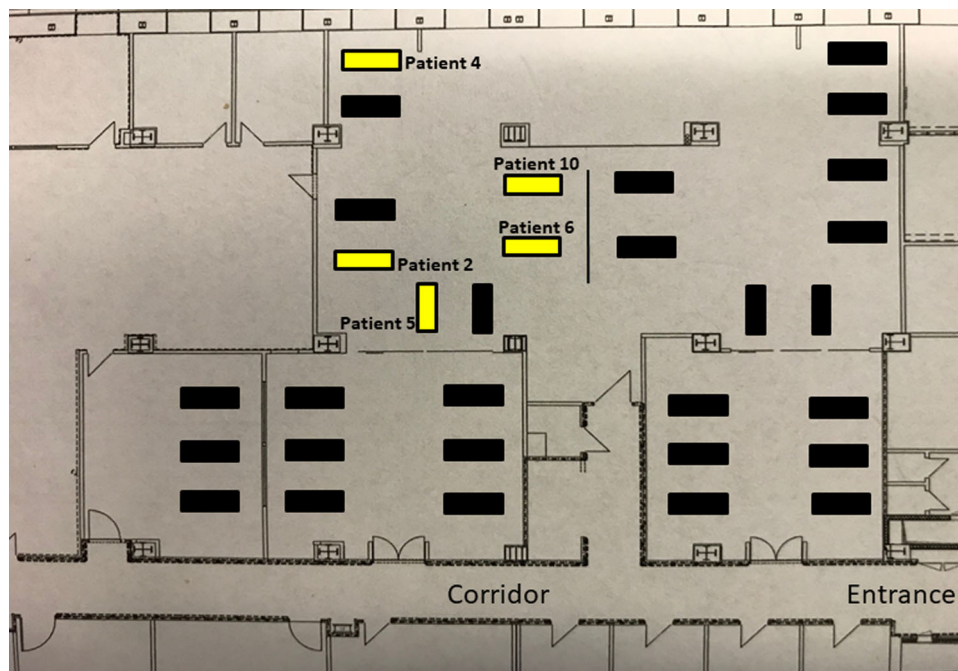 Patient 4
Patient 10
Patient 6
Patient 2
Patient 5
Corridor
Entrance